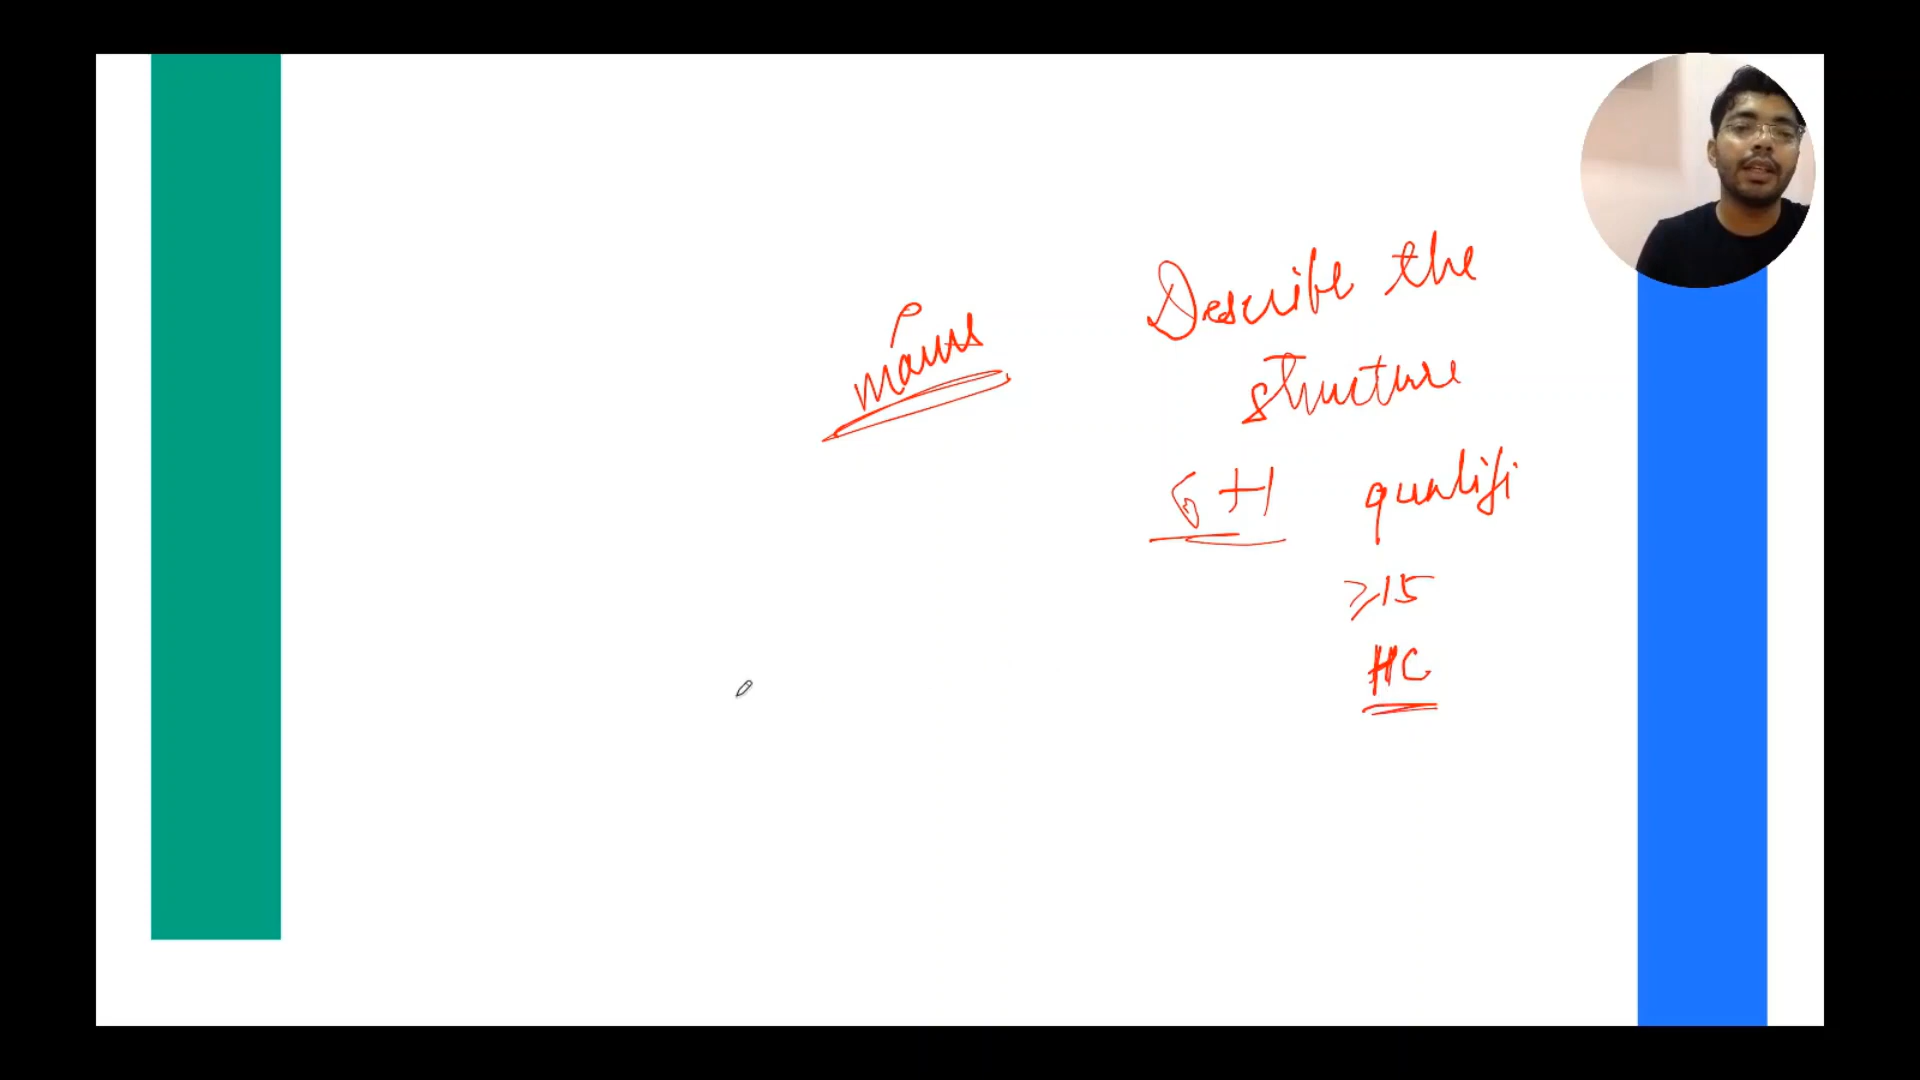 Describe the
mains
structure
6+1 qualifi
≥15
HC